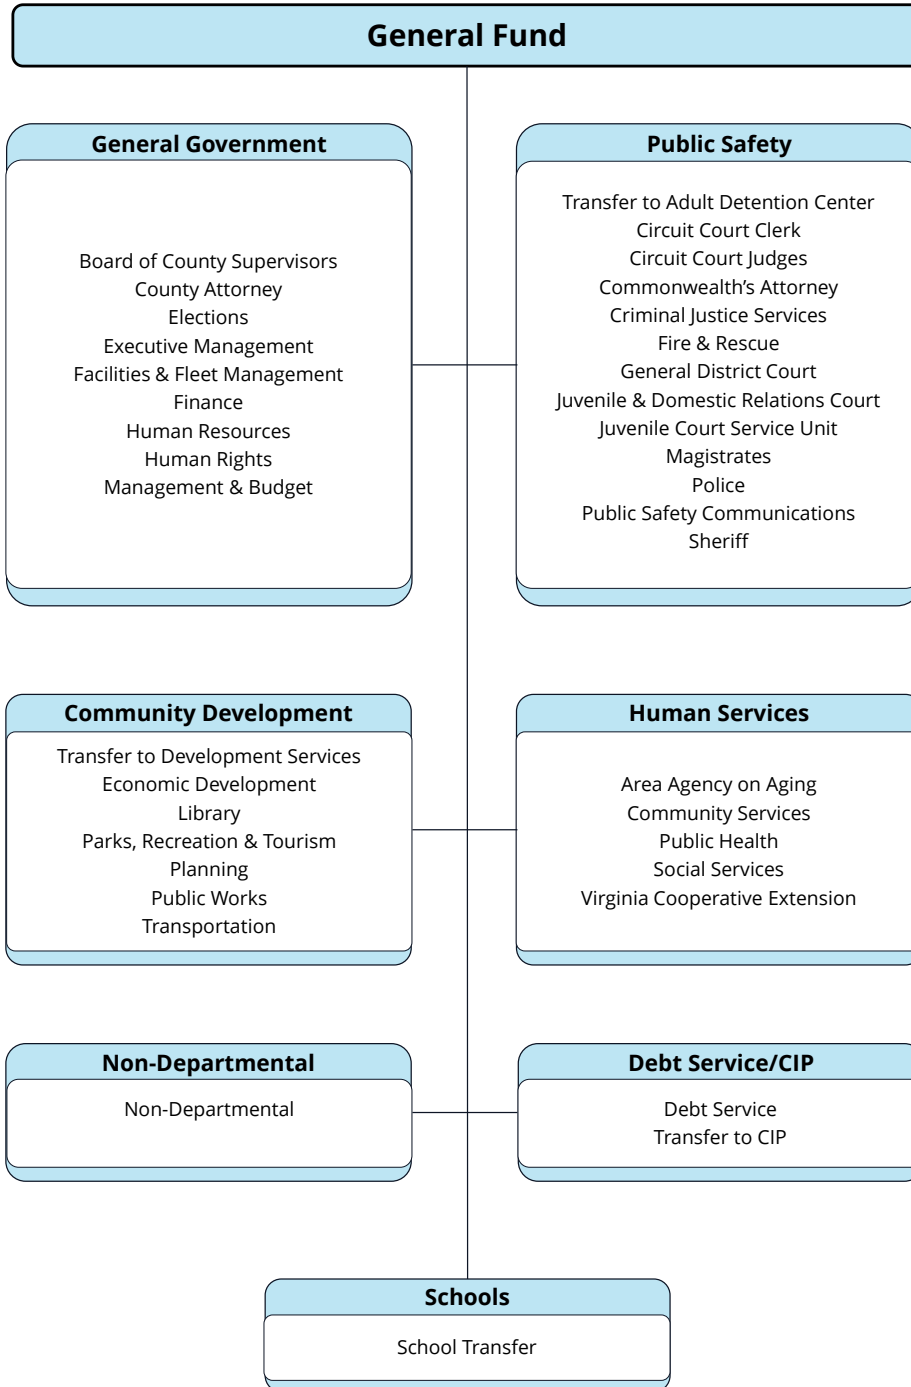 General Fund
General Government
Board of County Supervisors
County Attorney
Elections
Executive Management
Facilities & Fleet Management
Finance
Human Resources
Human Rights
Management & Budget
Public Safety
Transfer to Adult Detention Center
Circuit Court Clerk
Circuit Court Judges
Commonwealth’s Attorney
Criminal Justice Services
Fire & Rescue
General District Court
Juvenile & Domestic Relations Court
Juvenile Court Service Unit
Magistrates
Police
Public Safety Communications
Sheriff
Community Development
Transfer to Development Services
Economic Development
Library
Parks, Recreation & Tourism
Planning
Public Works
Transportation
Human Services
Area Agency on Aging
Community Services
Public Health
Social Services
Virginia Cooperative Extension
Non-Departmental
Non-Departmental
Debt Service/CIP
Debt Service
Transfer to CIP
Schools
School Transfer